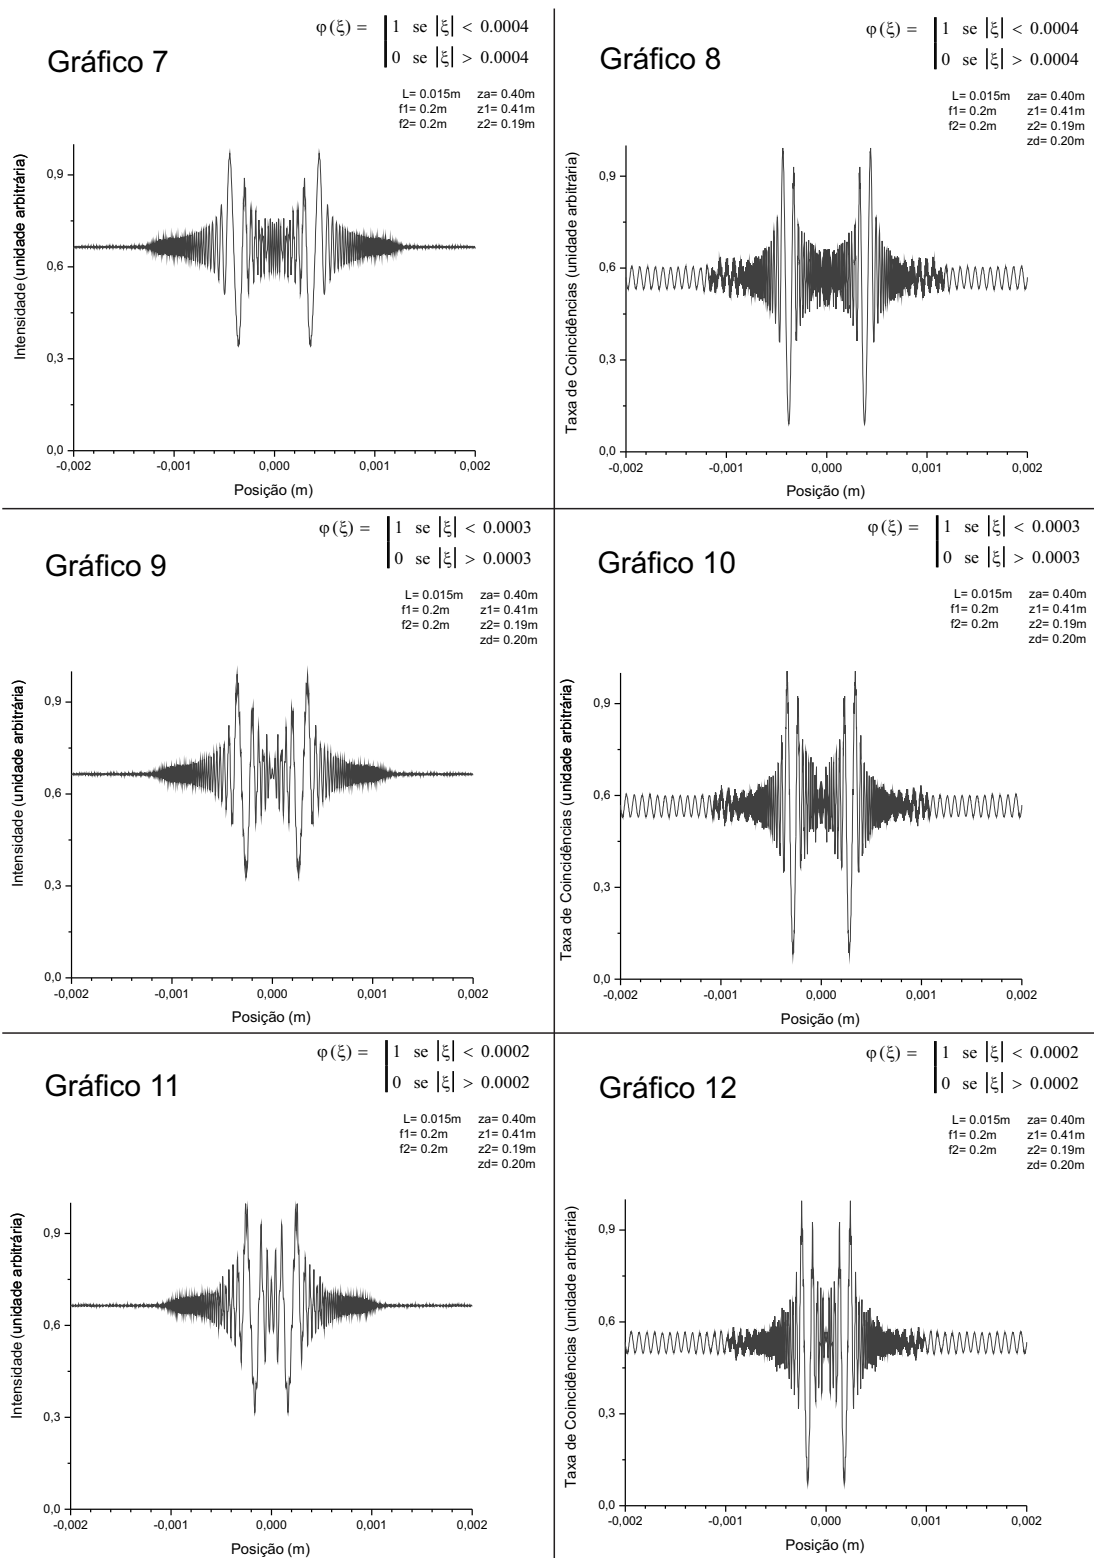 Gráfico 7
φ(ξ) = 1 se |ξ| < 0.0004
0 se |ξ| > 0.0004
L= 0.015m za= 0.40m
f1= 0.2m z1= 0.41m
f2= 0.2m z2= 0.19m
Intensidade (unidade arbitrária)
0,9
0,6
0,3
0,0
-0,002 -0,001 0,000 0,001 0,002
Posição (m)
Gráfico 8
φ(ξ) = 1 se |ξ| < 0.0004
0 se |ξ| > 0.0004
L= 0.015m za= 0.40m
f1= 0.2m z1= 0.41m
f2= 0.2m z2= 0.19m
zd= 0.20m
Taxa de Coincidências (unidade arbitrária)
0,9
0,6
0,3
0,0
-0,002 -0,001 0,000 0,001 0,002
Posição (m)
Gráfico 9
φ(ξ) = 1 se |ξ| < 0.0003
0 se |ξ| > 0.0003
L= 0.015m za= 0.40m
f1= 0.2m z1= 0.41m
f2= 0.2m z2= 0.19m
zd= 0.20m
Intensidade (unidade arbitrária)
0,9
0,6
0,3
0,0
-0,002 -0,001 0,000 0,001 0,002
Posição (m)
Gráfico 10
φ(ξ) = 1 se |ξ| < 0.0003
0 se |ξ| > 0.0003
L= 0.015m za= 0.40m
f1= 0.2m z1= 0.41m
f2= 0.2m z2= 0.19m
zd= 0.20m
Taxa de Coincidências (unidade arbitrária)
0,9
0,6
0,3
0,0
-0,002 -0,001 0,000 0,001 0,002
Posição (m)
Gráfico 11
φ(ξ) = 1 se |ξ| < 0.0002
0 se |ξ| > 0.0002
L= 0.015m za= 0.40m
f1= 0.2m z1= 0.41m
f2= 0.2m z2= 0.19m
zd= 0.20m
Intensidade (unidade arbitrária)
0,9
0,6
0,3
0,0
-0,002 -0,001 0,000 0,001 0,002
Posição (m)
Gráfico 12
φ(ξ) = 1 se |ξ| < 0.0002
0 se |ξ| > 0.0002
L= 0.015m za= 0.40m
f1= 0.2m z1= 0.41m
f2= 0.2m z2= 0.19m
zd= 0.20m
Taxa de Coincidências (unidade arbitrária)
0,9
0,6
0,3
0,0
-0,002 -0,001 0,000 0,001 0,002
Posição (m)